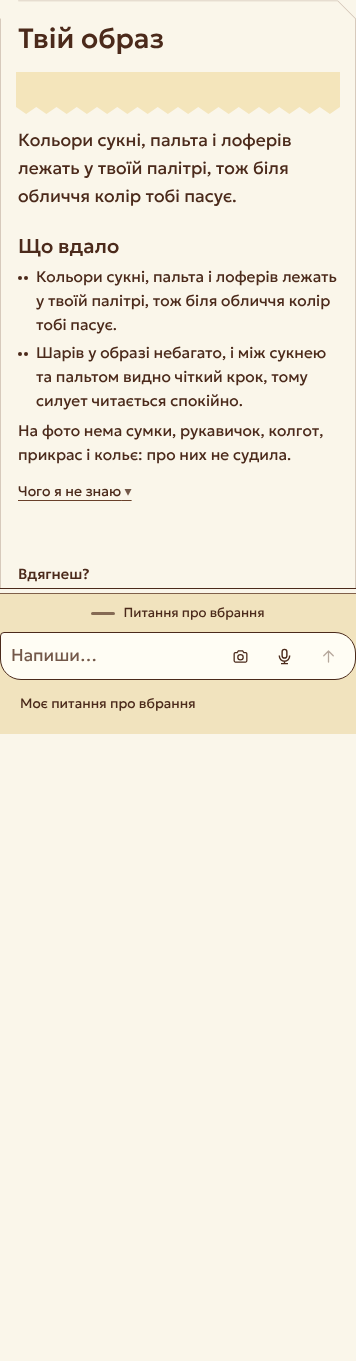 Твій образ
Кольори сукні, пальта і лоферів
лежать у твоїй палітрі, тож біля
обличчя колір тобі пасує.
Що вдало
Кольори сукні, пальта і лоферів лежать
у твоїй палітрі, тож біля обличчя колір
тобі пасує.
Шарів у образі небагато, і між сукнею
та пальтом видно чіткий крок, тому
силует читається спокійно.
На фото нема сумки, рукавичок, колгот,
прикрас і кольє: про них не судила.
Чого я не знаю ▾
Вдягнеш?
Питання про вбрання
Напиши...
Моє питання про вбрання